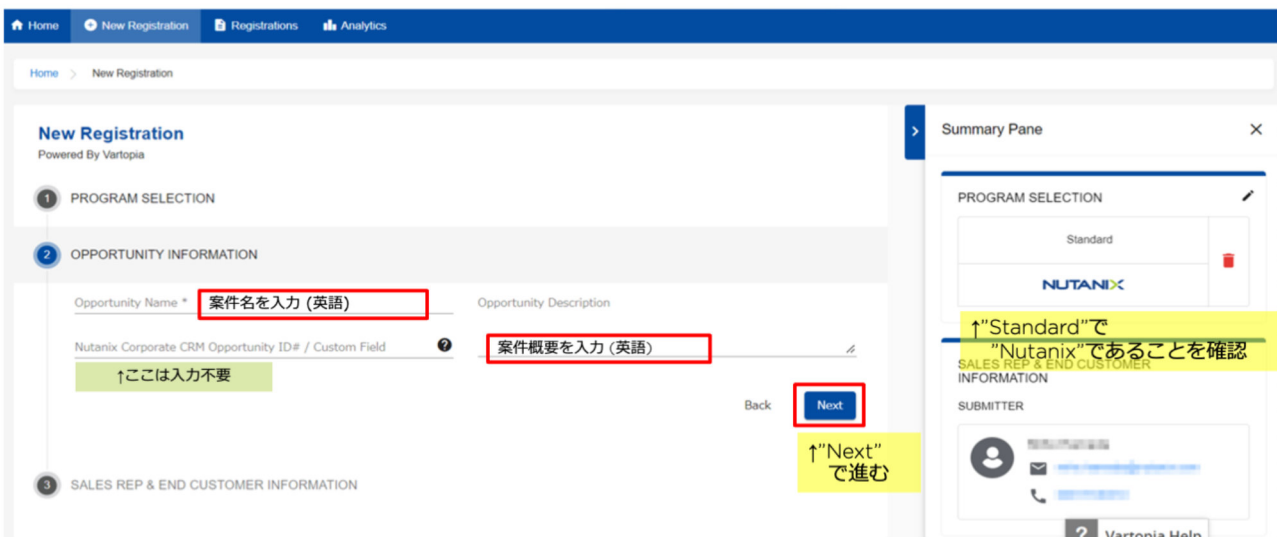 Home New Registration Registrations Analytics
Home > New Registration
New Registration
Powered By Vartopia
1 PROGRAM SELECTION
2 OPPORTUNITY INFORMATION
Opportunity Name * 案件名を入力 (英語)
Opportunity Description
Nutanix Corporate CRM Opportunity ID# / Custom Field ?
案件概要を入力 (英語)
↑ここは入力不要
Back Next
↑"Next"
で進む
3 SALES REP & END CUSTOMER INFORMATION
Summary Pane ×
PROGRAM SELECTION
Standard
NUTANIX
↑"Standard"で
"Nutanix"であることを確認
SALES REP & END CUSTOMER
INFORMATION
SUBMITTER
? Vartopia Help